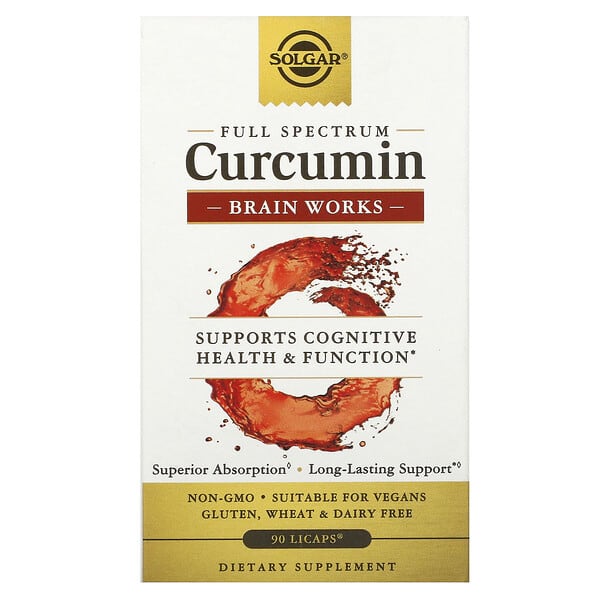 SOLGAR®
FULL SPECTRUM
Curcumin
— BRAIN WORKS —
SUPPORTS COGNITIVE
HEALTH & FUNCTION*
Superior Absorption◊ • Long-Lasting Support*◊
NON-GMO • SUITABLE FOR VEGANS
GLUTEN, WHEAT & DAIRY FREE
90 LICAPS®
DIETARY SUPPLEMENT